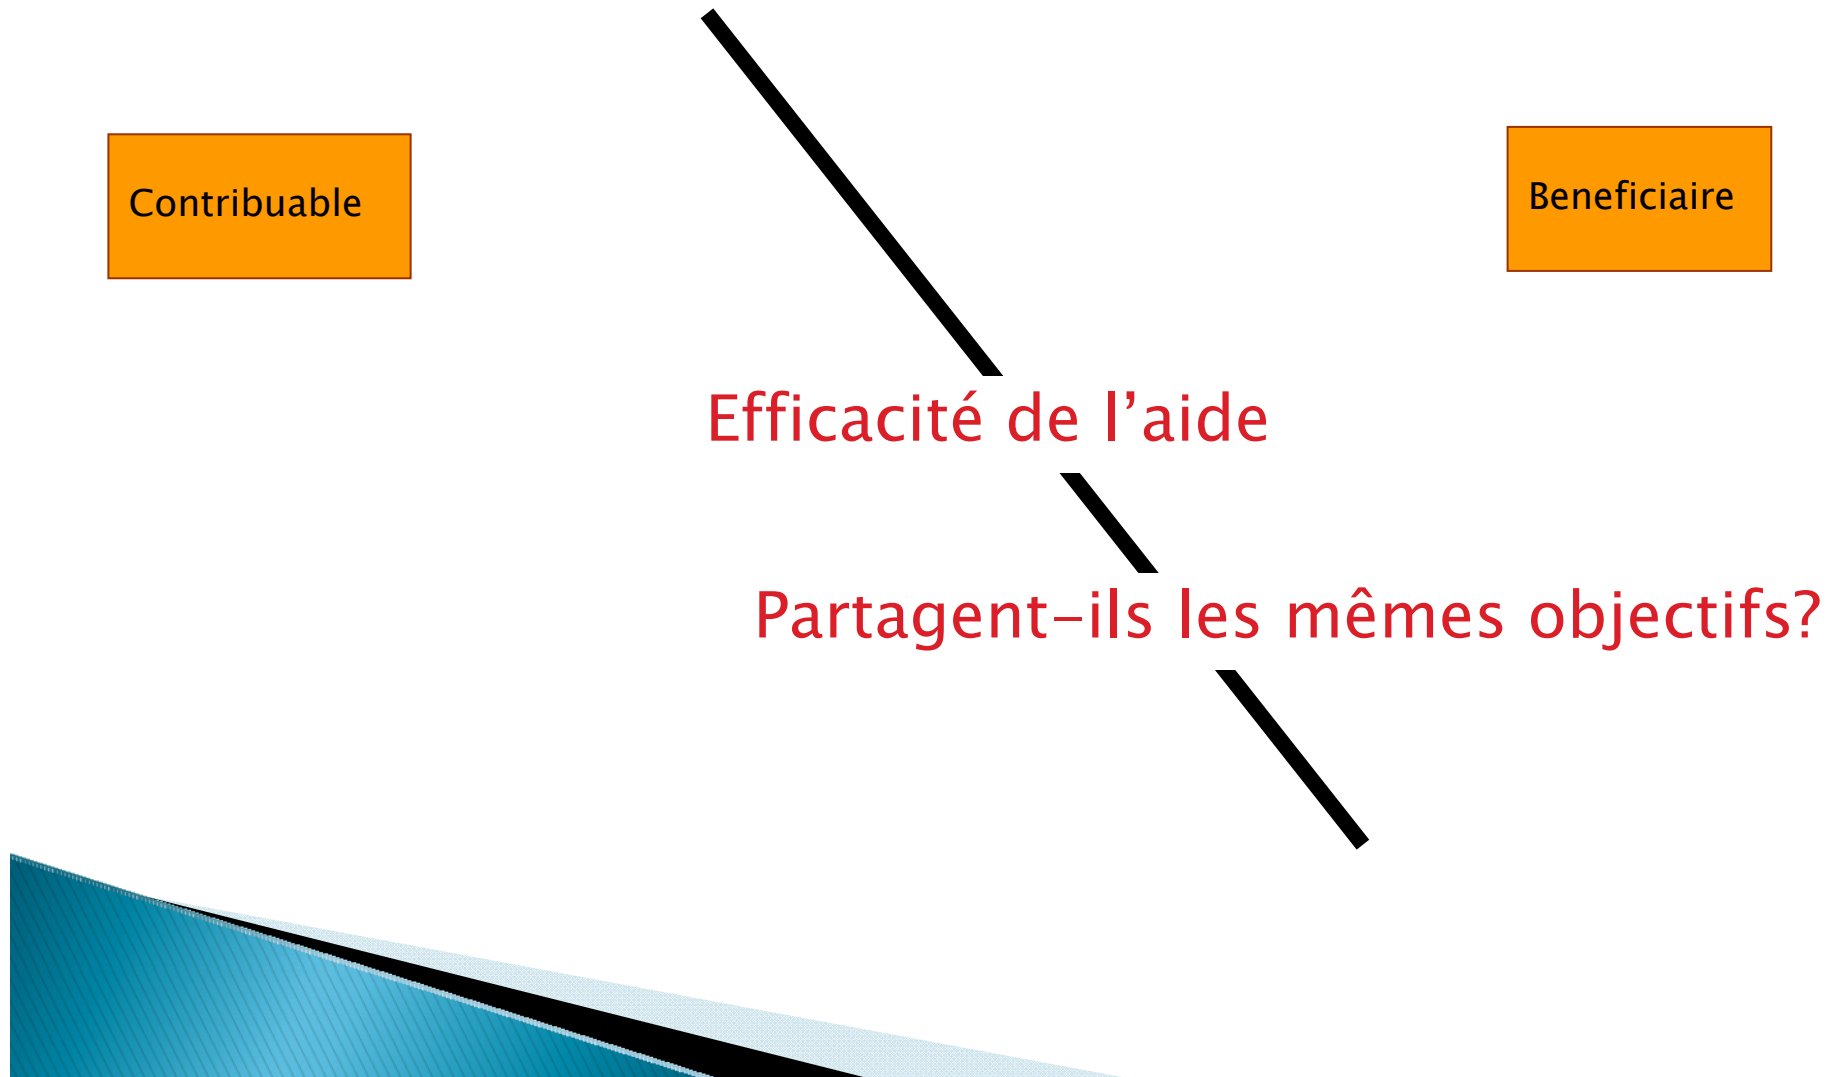 Contribuable
Beneficiaire
Efficacité de l’aide
Partagent-ils les mêmes objectifs?